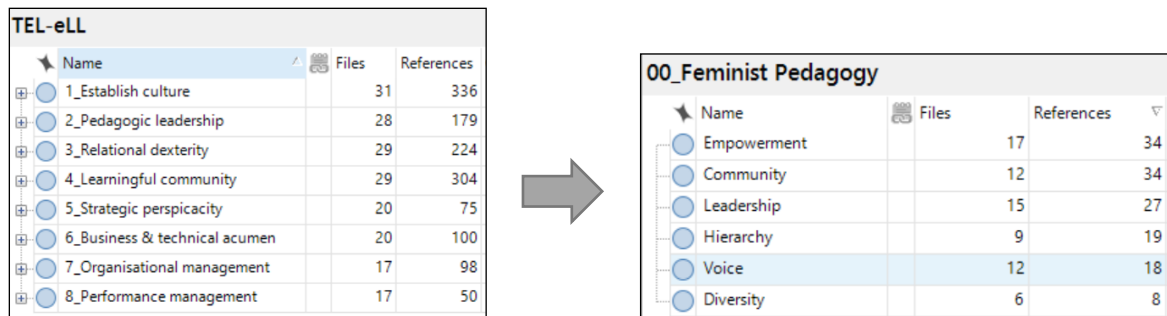 TEL-eLL
Name Files References
1_Establish culture 31 336
2_Pedagogic leadership 28 179
3_Relational dexterity 29 224
4_Learningful community 29 304
5_Strategic perspicacity 20 75
6_Business & technical acumen 20 100
7_Organisational management 17 98
8_Performance management 17 50
00_Feminist Pedagogy
Name Files References
Empowerment 17 34
Community 12 34
Leadership 15 27
Hierarchy 9 19
Voice 12 18
Diversity 6 8